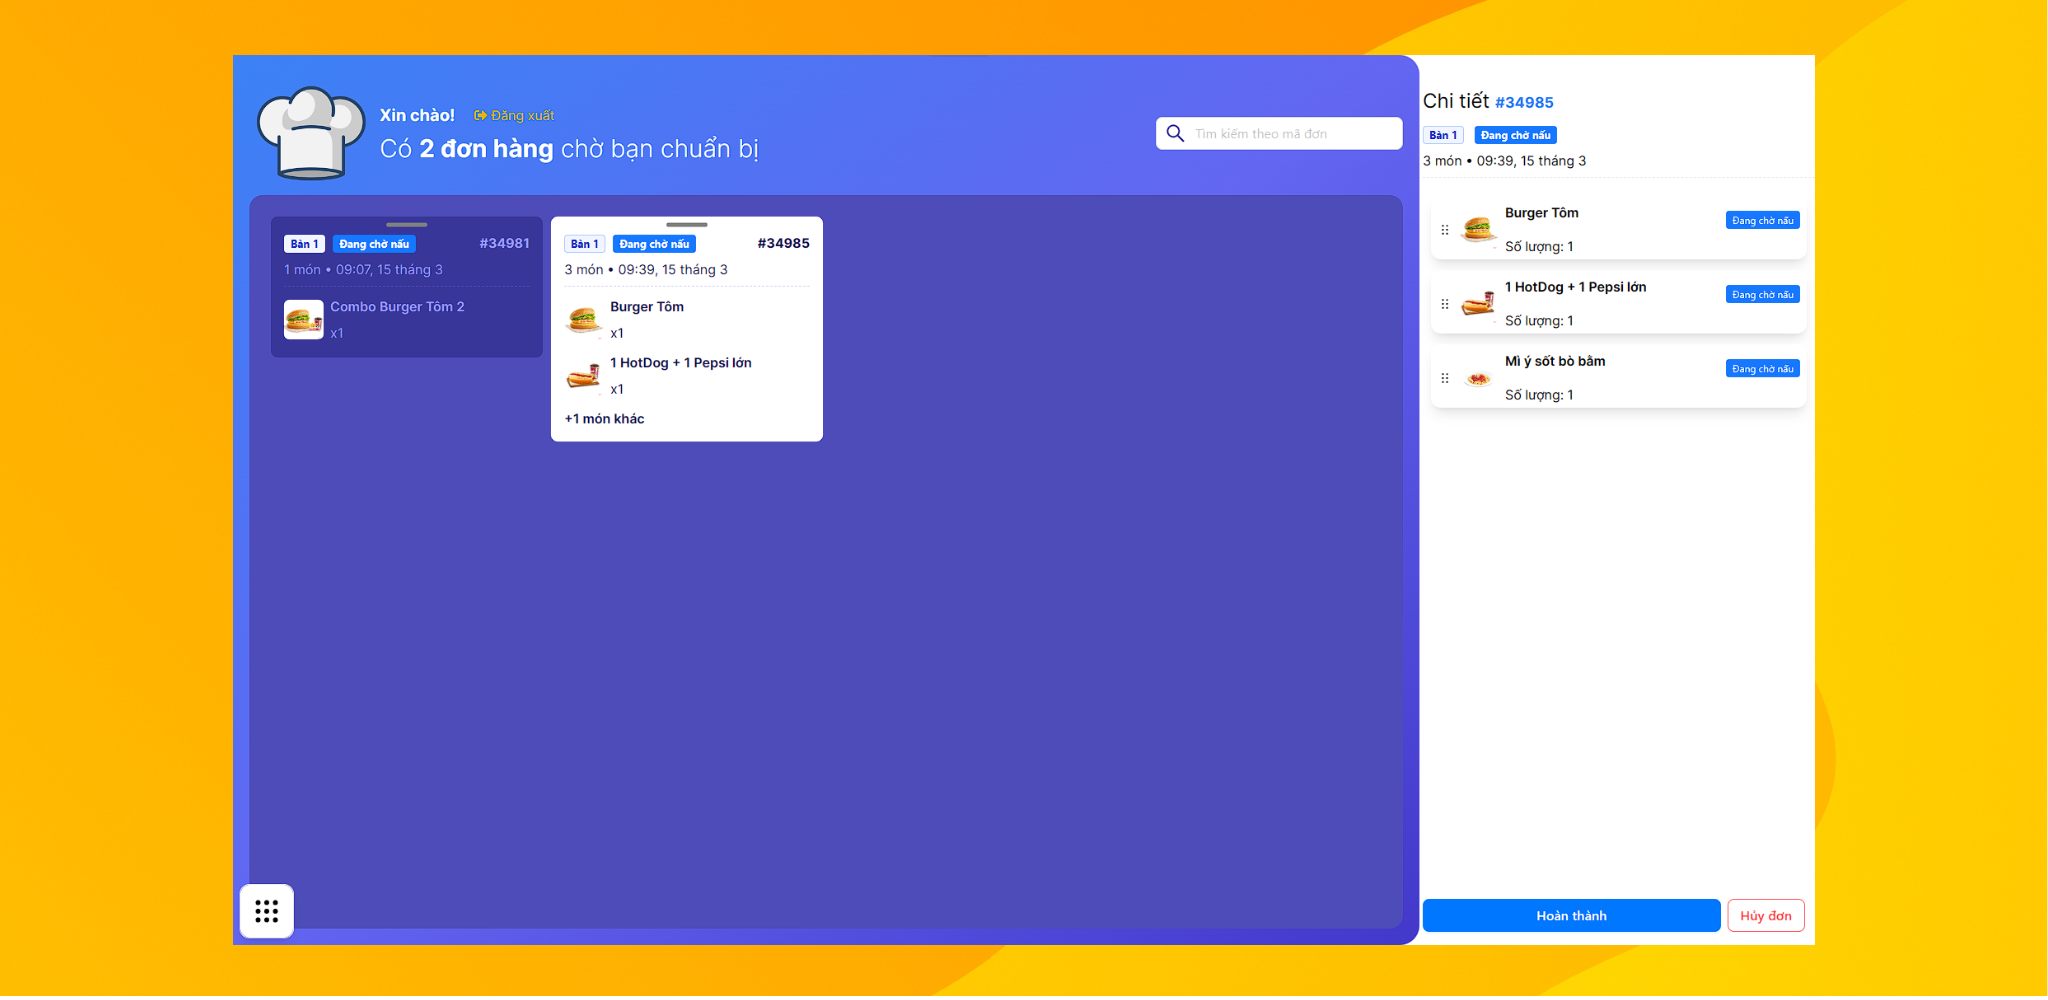 Xin chào! Đăng xuất
Có 2 đơn hàng chờ bạn chuẩn bị
Tìm kiếm theo mã đơn
Bàn 1 Đang chờ nấu #34981
1 món • 09:07, 15 tháng 3
Combo Burger Tôm 2
x1
Bàn 1 Đang chờ nấu #34985
3 món • 09:39, 15 tháng 3
Burger Tôm
x1
1 HotDog + 1 Pepsi lớn
x1
+1 món khác
Chi tiết #34985
Bàn 1 Đang chờ nấu
3 món • 09:39, 15 tháng 3
Burger Tôm Đang chờ nấu
Số lượng: 1
1 HotDog + 1 Pepsi lớn Đang chờ nấu
Số lượng: 1
Mì ý sốt bò bằm Đang chờ nấu
Số lượng: 1
Hoàn thành Hủy đơn